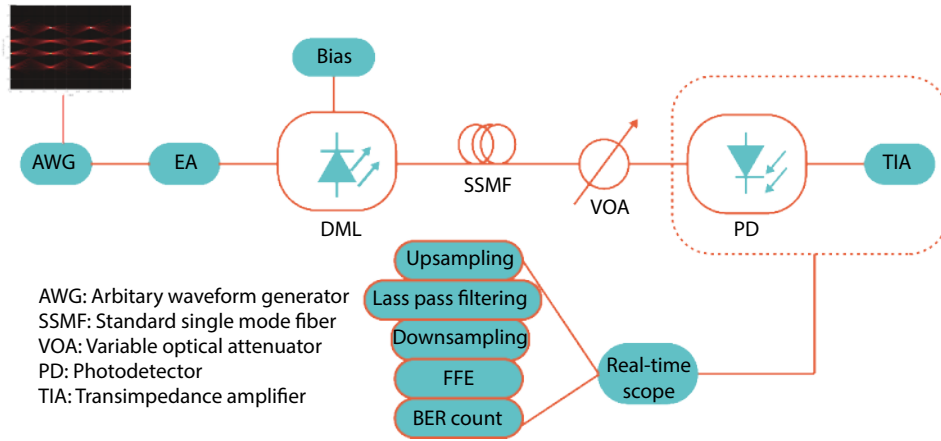 Bias
AWG
EA
DML
SSMF
VOA
PD
TIA
Upsampling
Lass pass filtering
Downsampling
FFE
BER count
Real-time
scope
AWG: Arbitary waveform generator
SSMF: Standard single mode fiber
VOA: Variable optical attenuator
PD: Photodetector
TIA: Transimpedance amplifier